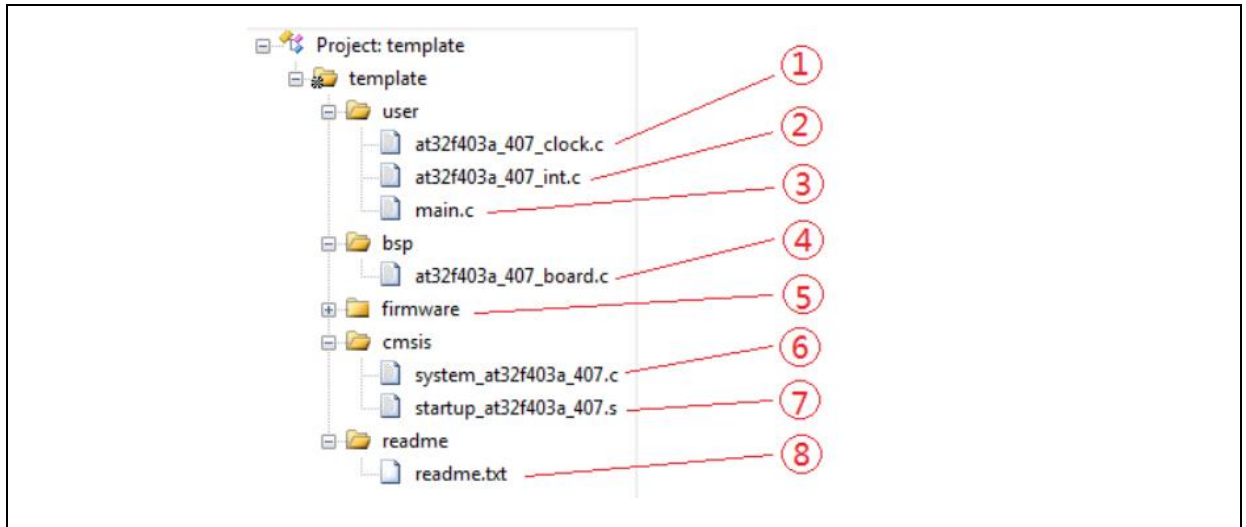 Project: template
①
template
user
at32f403a_407_clock.c
②
at32f403a_407_int.c
③
main.c
④
bsp
at32f403a_407_board.c
⑤
firmware
⑥
cmsis
system_at32f403a_407.c
⑦
startup_at32f403a_407.s
⑧
readme
readme.txt